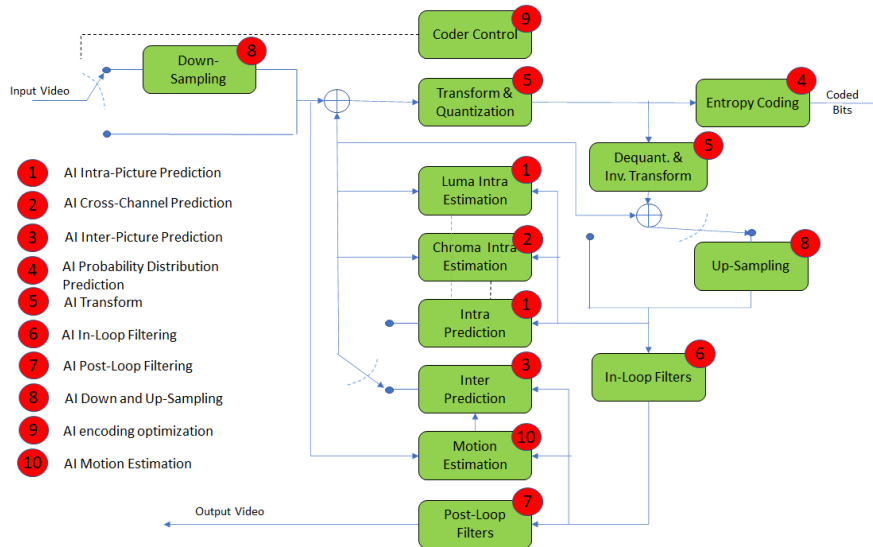 Coder Control
9
Down-
Sampling
8
Input Video
Transform &
Quantization
5
Entropy Coding
4
Coded
Bits
Dequant. &
Inv. Transform
5
1
AI Intra-Picture Prediction
Luma Intra
Estimation
1
2
AI Cross-Channel Prediction
3
AI Inter-Picture Prediction
Chroma Intra
Estimation
2
Up-Sampling
8
4
AI Probability Distribution
Prediction
5
AI Transform
Intra
Prediction
1
6
AI In-Loop Filtering
7
AI Post-Loop Filtering
Inter
Prediction
3
In-Loop Filters
6
8
AI Down and Up-Sampling
9
AI encoding optimization
Motion
Estimation
10
10
AI Motion Estimation
Output Video
Post-Loop
Filters
7